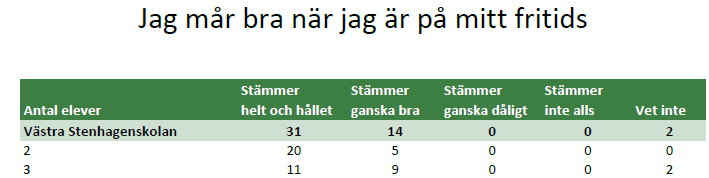 Jag mår bra när jag är på mitt fritids
Antal elever Stämmer helt och hållet Stämmer ganska bra Stämmer ganska dåligt Stämmer inte alls Vet inte
Västra Stenhagenskolan 31 14 0 0 2
2 20 5 0 0 0
3 11 9 0 0 2